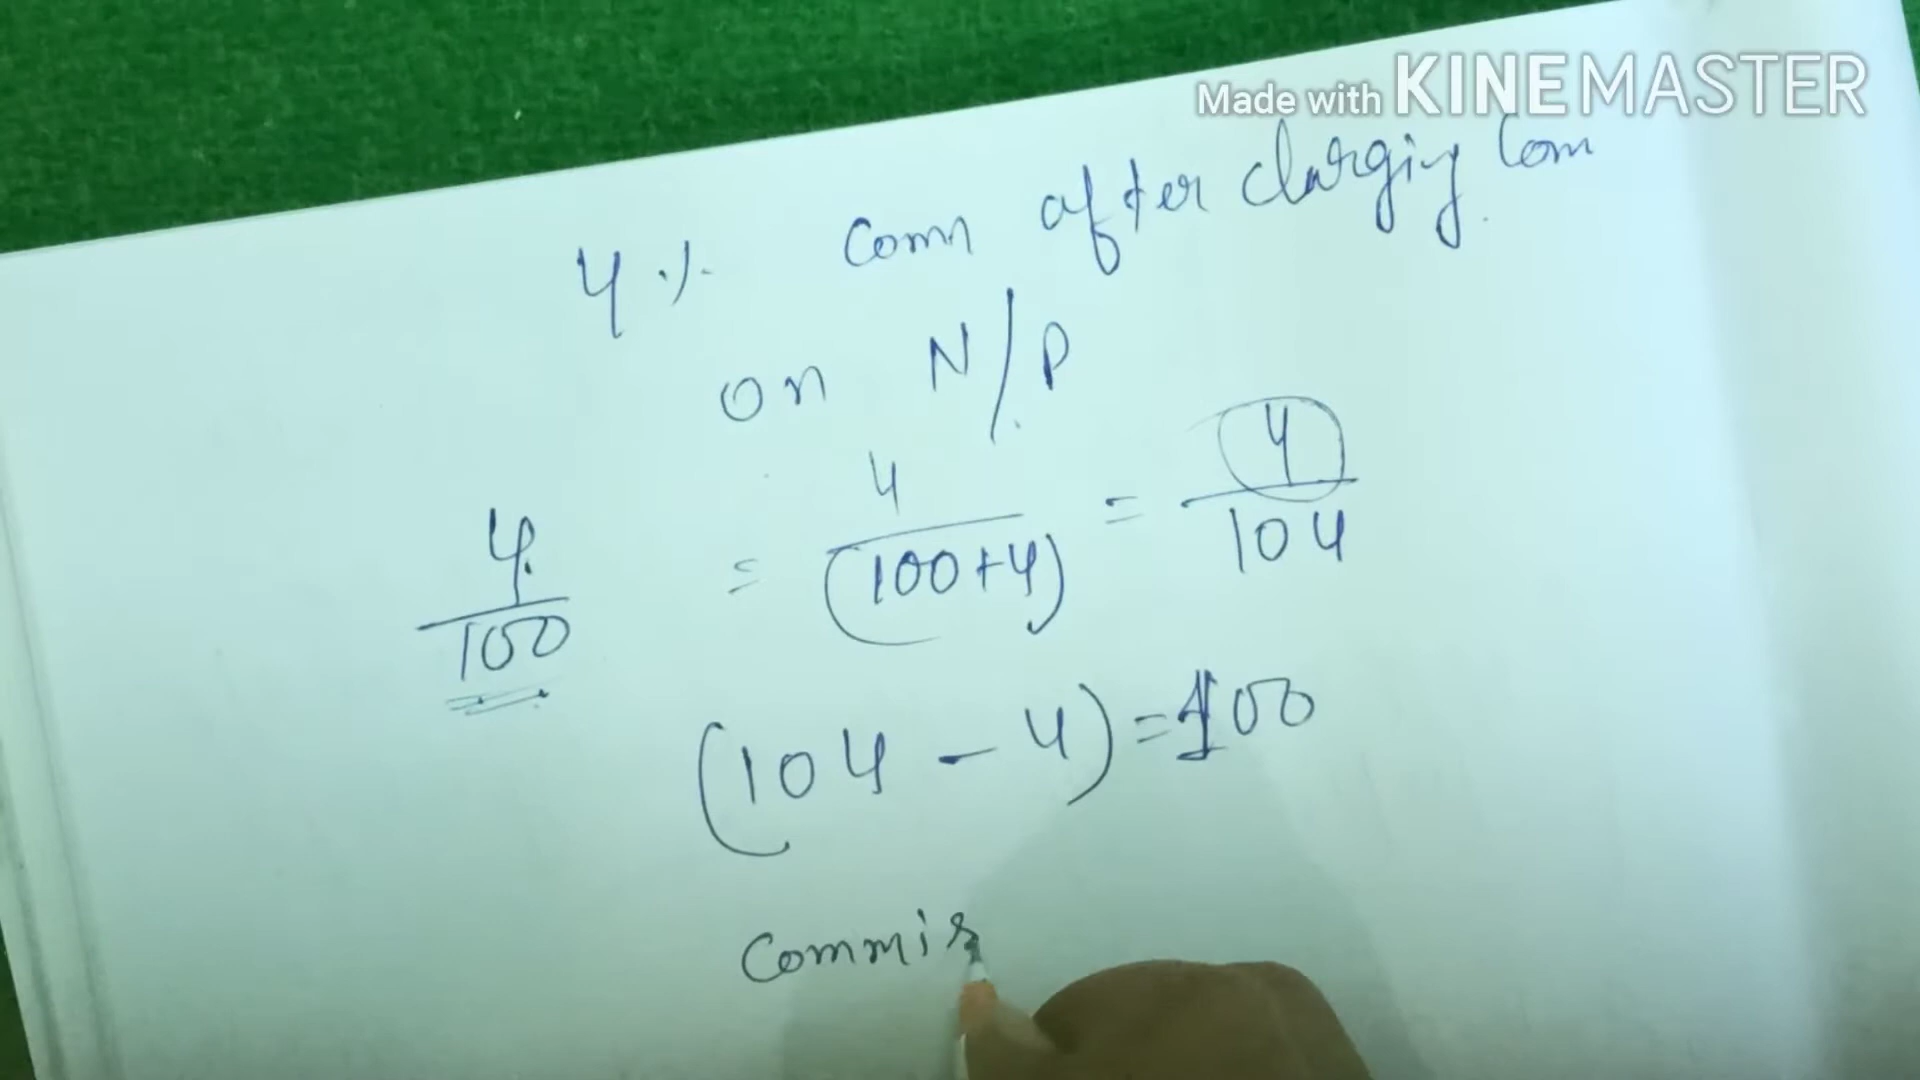 Made with KINEMASTER
4% Comn after charging Com
on N/P
4/100 = 4/(100+4) = 4/104
(104 - 4) = 100
Commis